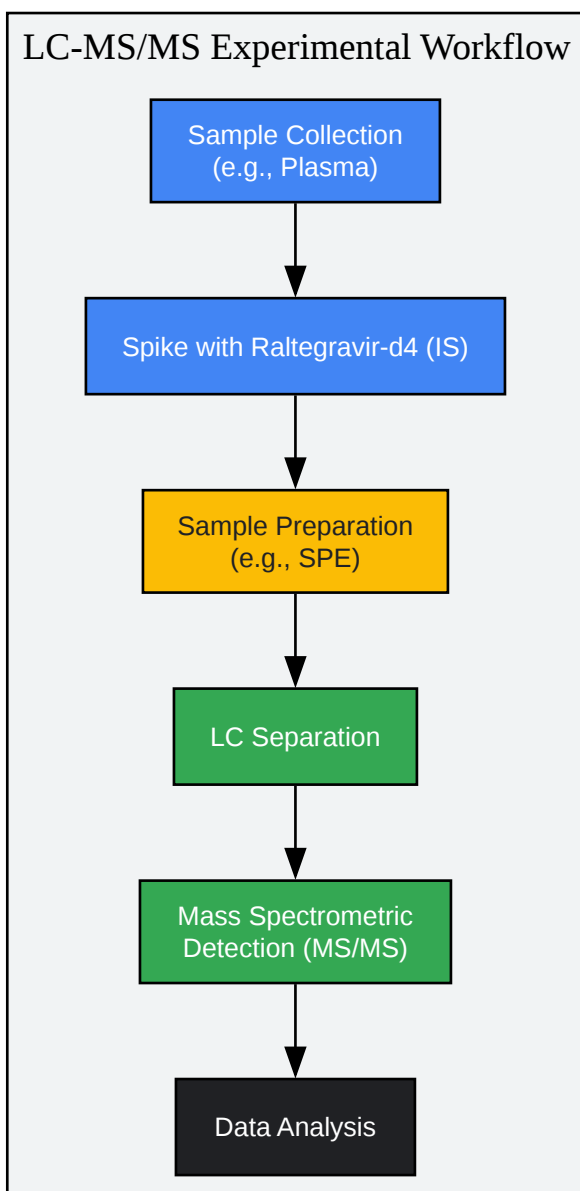 LC-MS/MS Experimental Workflow
Sample Collection
(e.g., Plasma)
Spike with Raltegravir-d4 (IS)
Sample Preparation
(e.g., SPE)
LC Separation
Mass Spectrometric
Detection (MS/MS)
Data Analysis